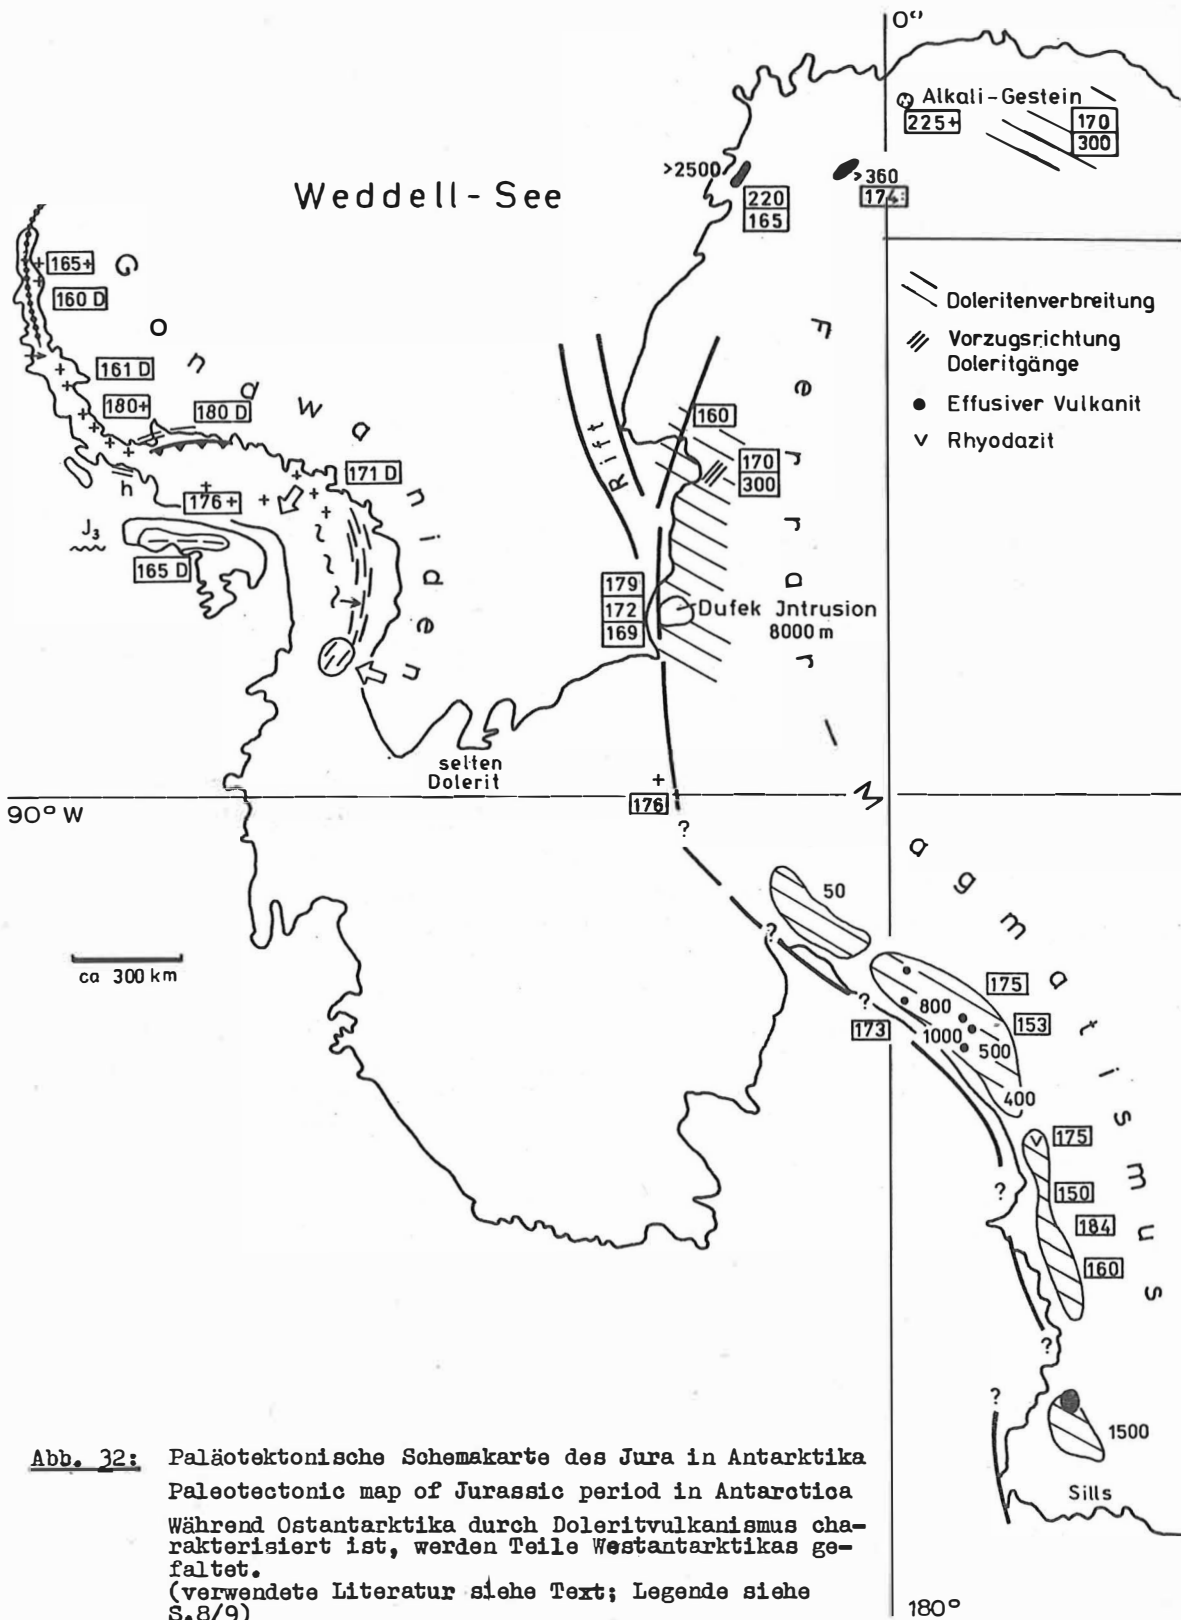 0°
Alkali-Gestein
225+
170
300
Weddell-See
>2500
220
165
>360
174
165+
160 D
161 D
180+
180 D
171 D
h
176+
J3
165 D
Gondwaniden
Rift
160
170
300
179
172
169
Dufek Jntrusion
8000 m
Ferrar-Magmatismus
Doleritenverbreitung
Vorzugsrichtung
Doleritgänge
Effusiver Vulkanit
Rhyodazit
selten
Dolerit
90° W
176
?
50
?
?
ca 300 km
173
800
1000
500
400
175
153
175
150
184
160
?
?
?
1500
Sills
180°
Abb. 32: Paläotektonische Schemakarte des Jura in Antarktika
Paleotectonic map of Jurassic period in Antarctica
Während Ostantarktika durch Doleritvulkanismus cha-
rakterisiert ist, werden Teile Westantarktikas ge-
faltet.
(verwendete Literatur siehe Text; Legende siehe
S.8/9)